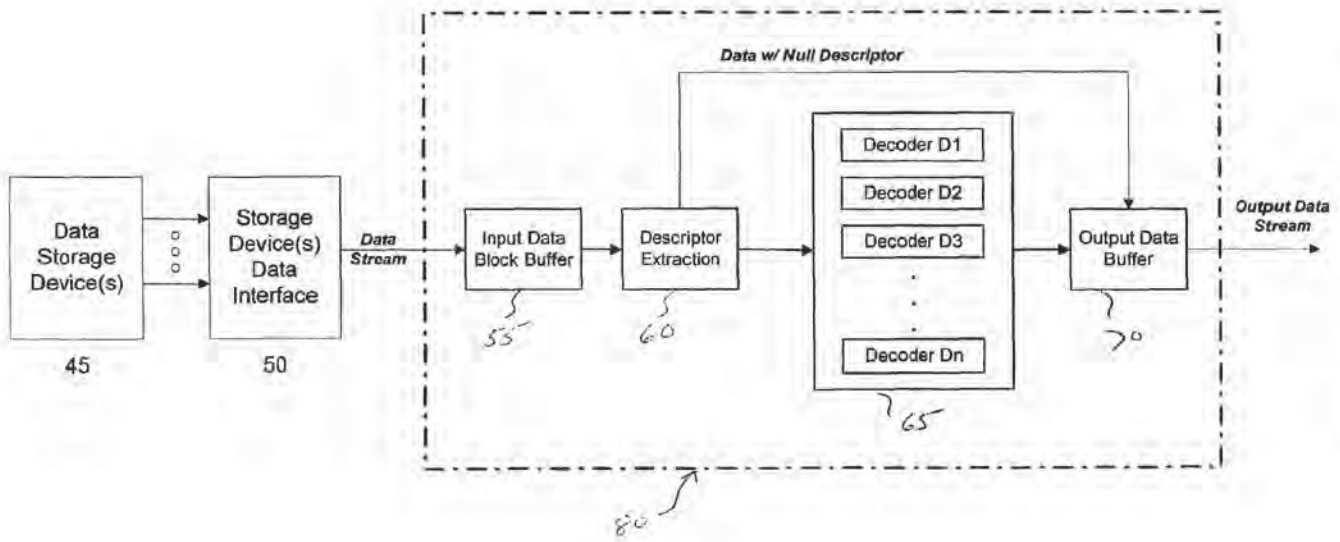 Data w/ Null Descriptor
Data
Storage
Device(s)
45
Storage
Device(s)
Data
Interface
50
Data
Stream
Input Data
Block Buffer
55
Descriptor
Extraction
60
Decoder D1
Decoder D2
Decoder D3
Decoder Dn
65
Output Data
Buffer
70
Output Data
Stream
80